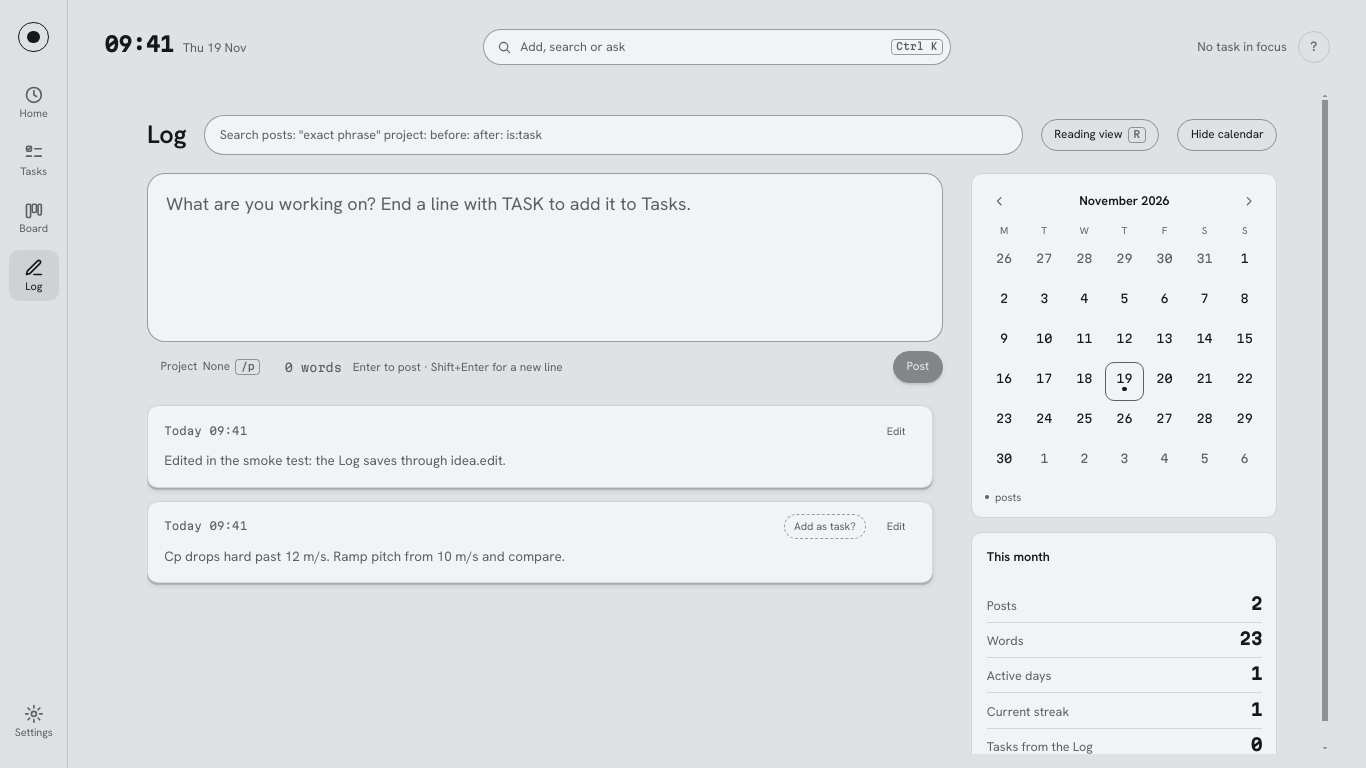 09:41 Thu 19 Nov
Add, search or ask
Ctrl K
No task in focus
?
Home
Tasks
Board
Log
Settings
Log
Search posts: "exact phrase" project: before: after: is:task
Reading view R
Hide calendar
What are you working on? End a line with TASK to add it to Tasks.
Project None /p 0 words Enter to post · Shift+Enter for a new line
Post
Today 09:41
Edit
Edited in the smoke test: the Log saves through idea.edit.
Today 09:41
Add as task? Edit
Cp drops hard past 12 m/s. Ramp pitch from 10 m/s and compare.
November 2026
M T W T F S S
26 27 28 29 30 31 1
2 3 4 5 6 7 8
9 10 11 12 13 14 15
16 17 18 19 20 21 22
23 24 25 26 27 28 29
30 1 2 3 4 5 6
posts
This month
Posts 2
Words 23
Active days 1
Current streak 1
Tasks from the Log 0